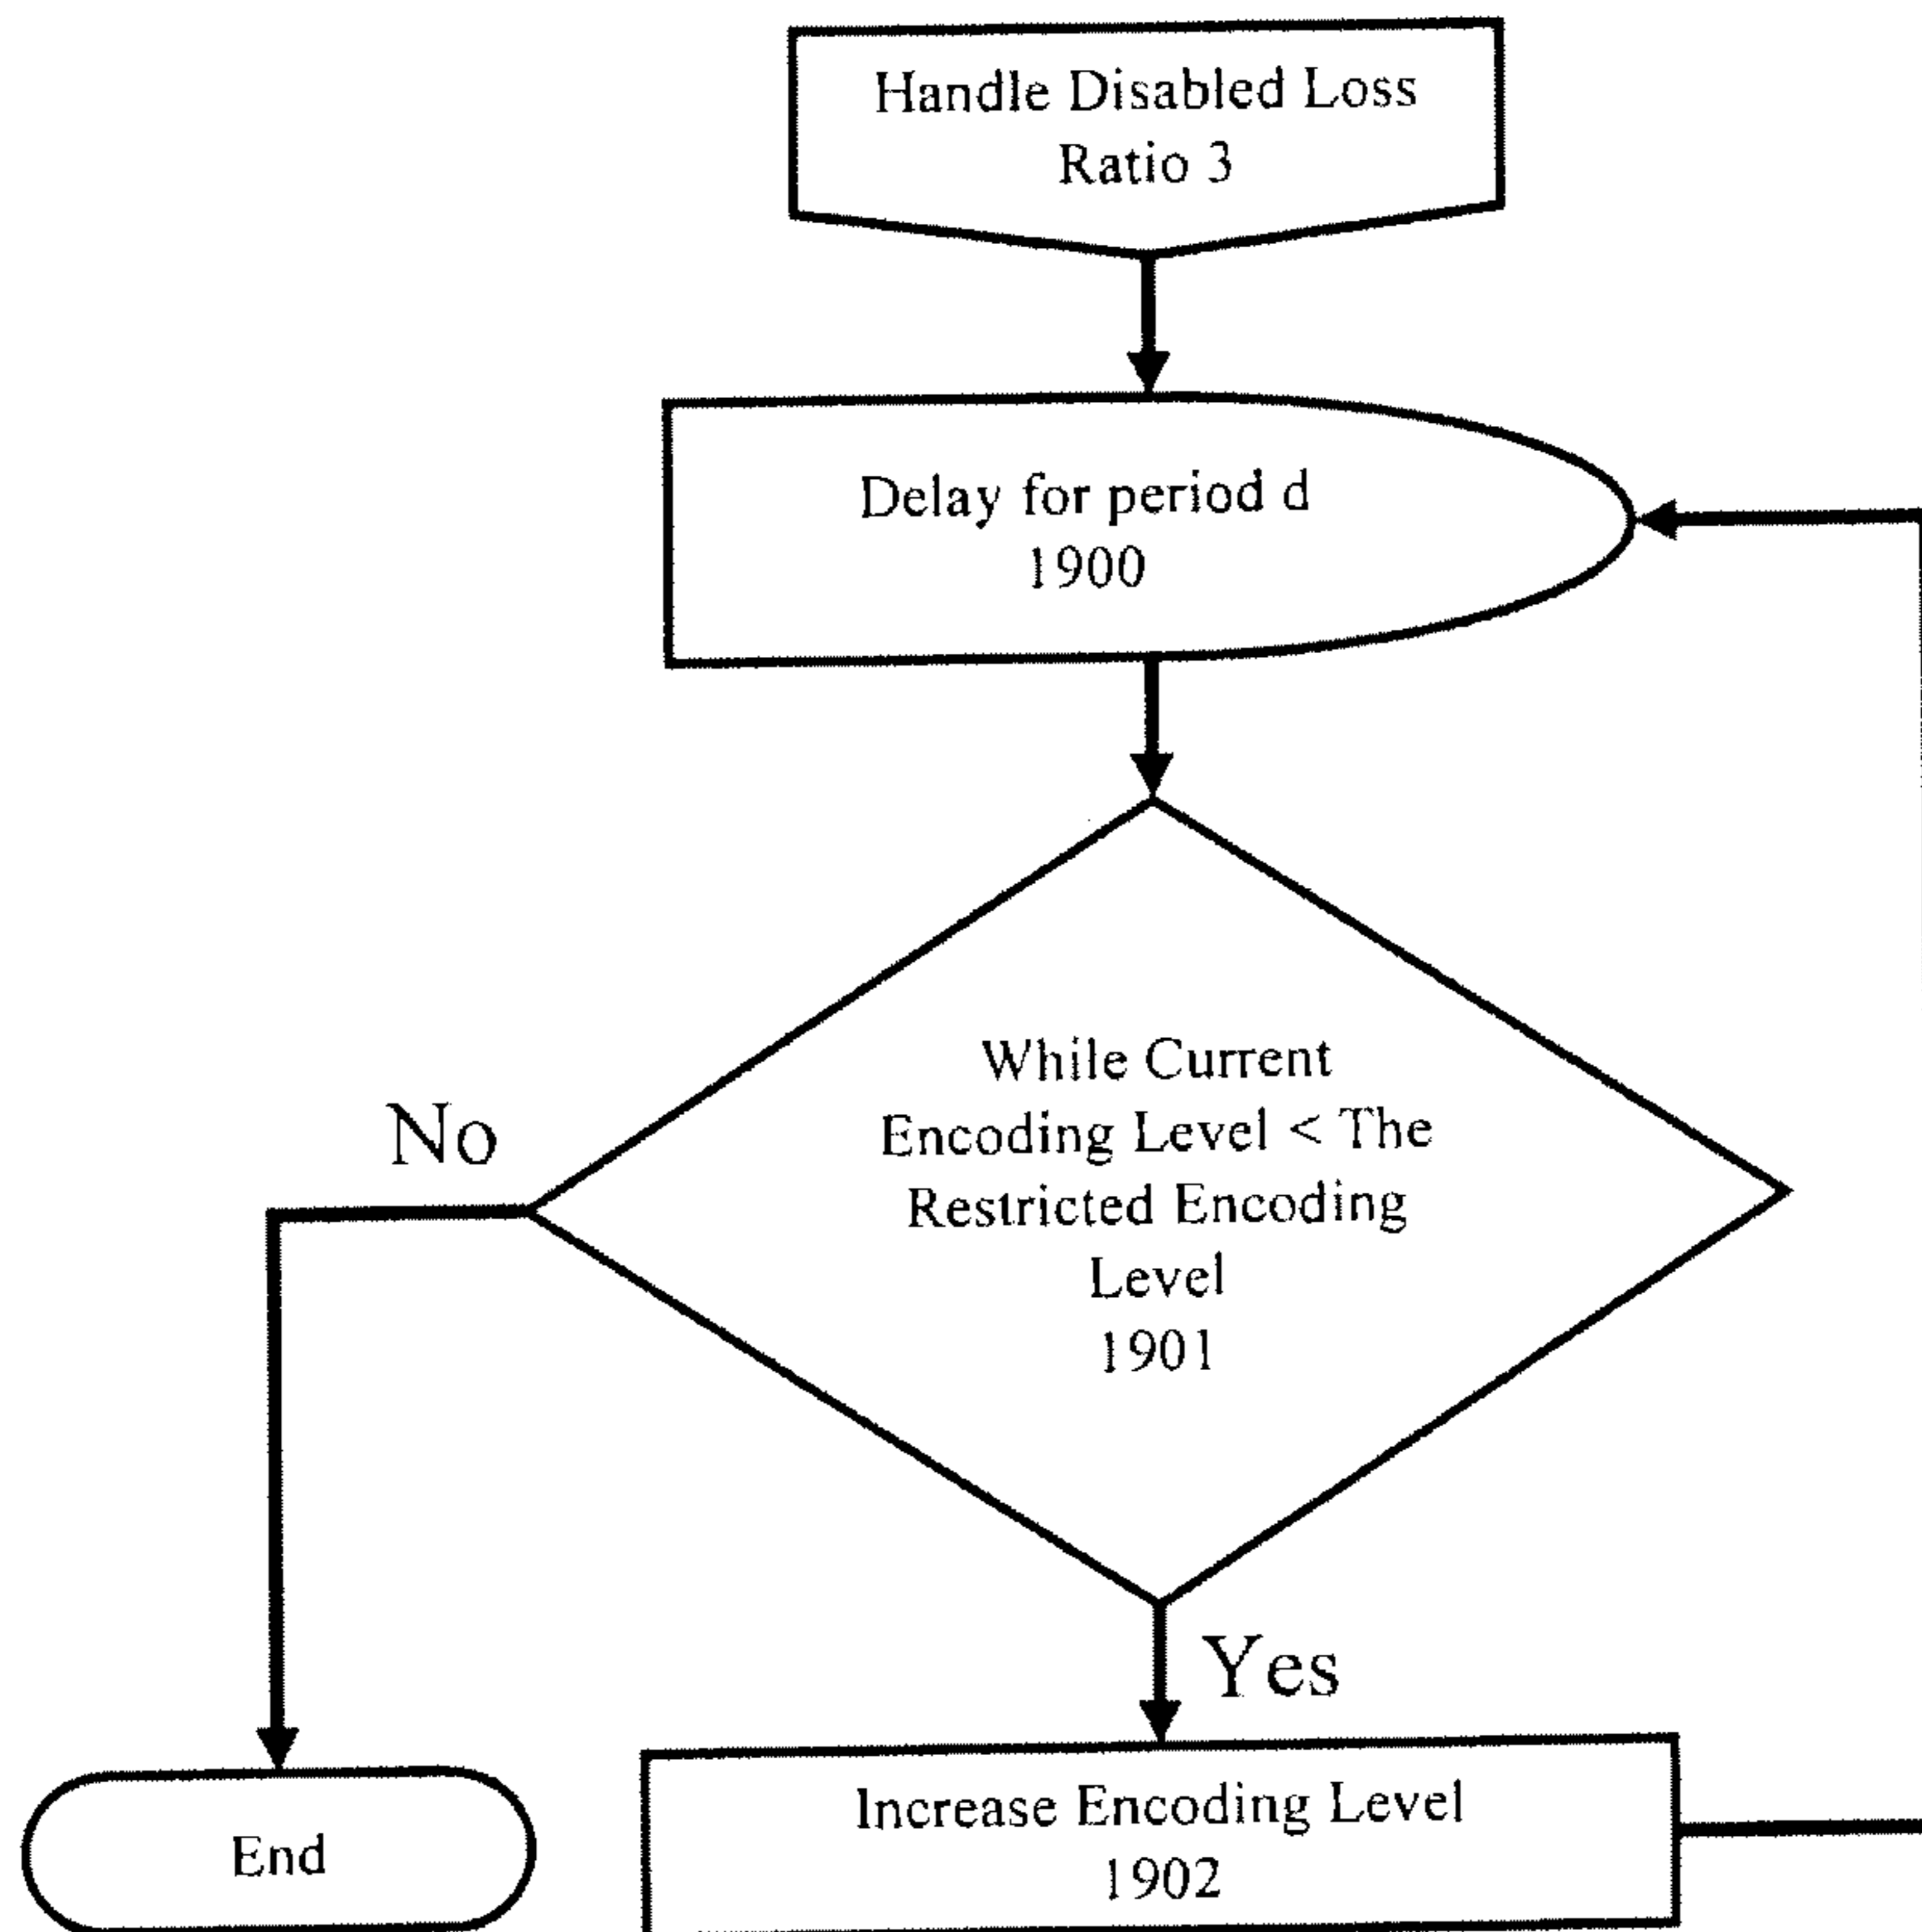 Handle Disabled Loss
Ratio 3
Delay for period d
1900
While Current
Encoding Level < The
Restricted Encoding
Level
1901
No
Yes
Increase Encoding Level
1902
End